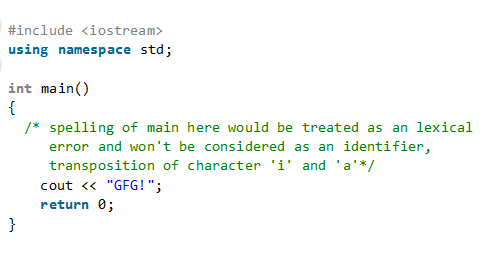 #include <iostream>
using namespace std;
int main()
{
/* spelling of main here would be treated as an lexical
error and won't be considered as an identifier,
transposition of character 'i' and 'a'*/
cout << "GFG!";
return 0;
}